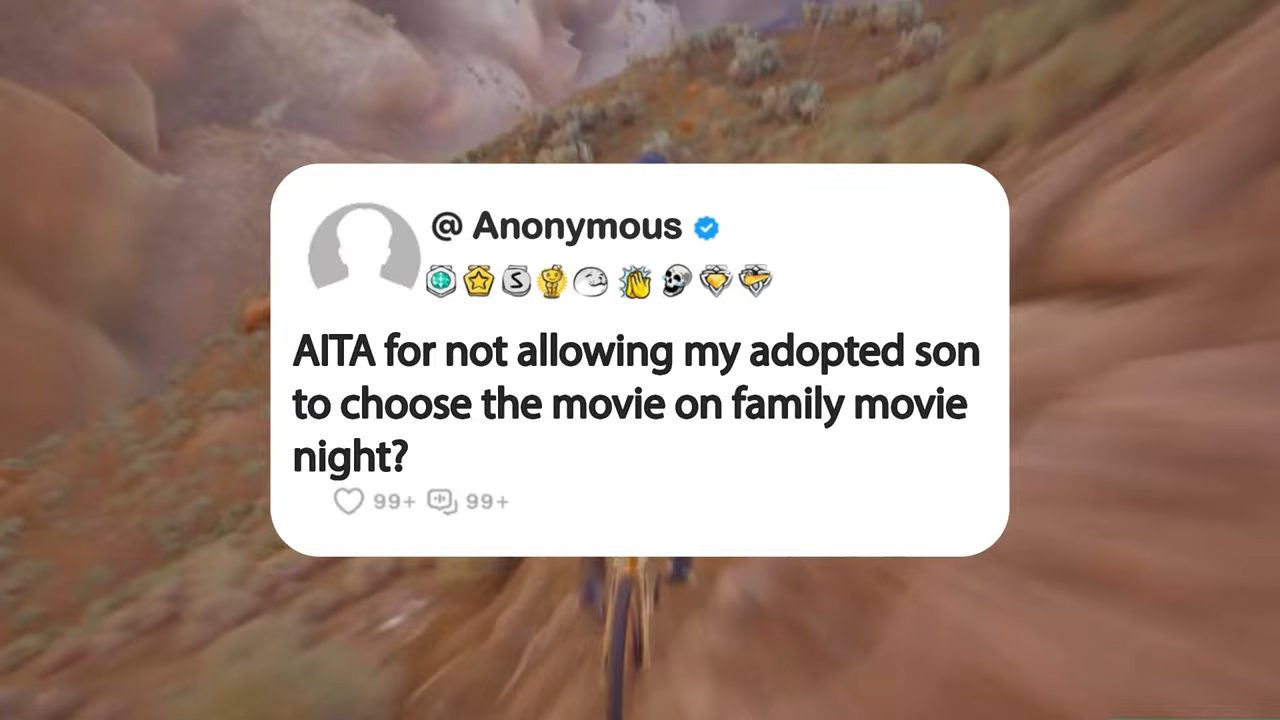 @ Anonymous
S
AITA for not allowing my adopted son
to choose the movie on family movie
night?
99+ 99+